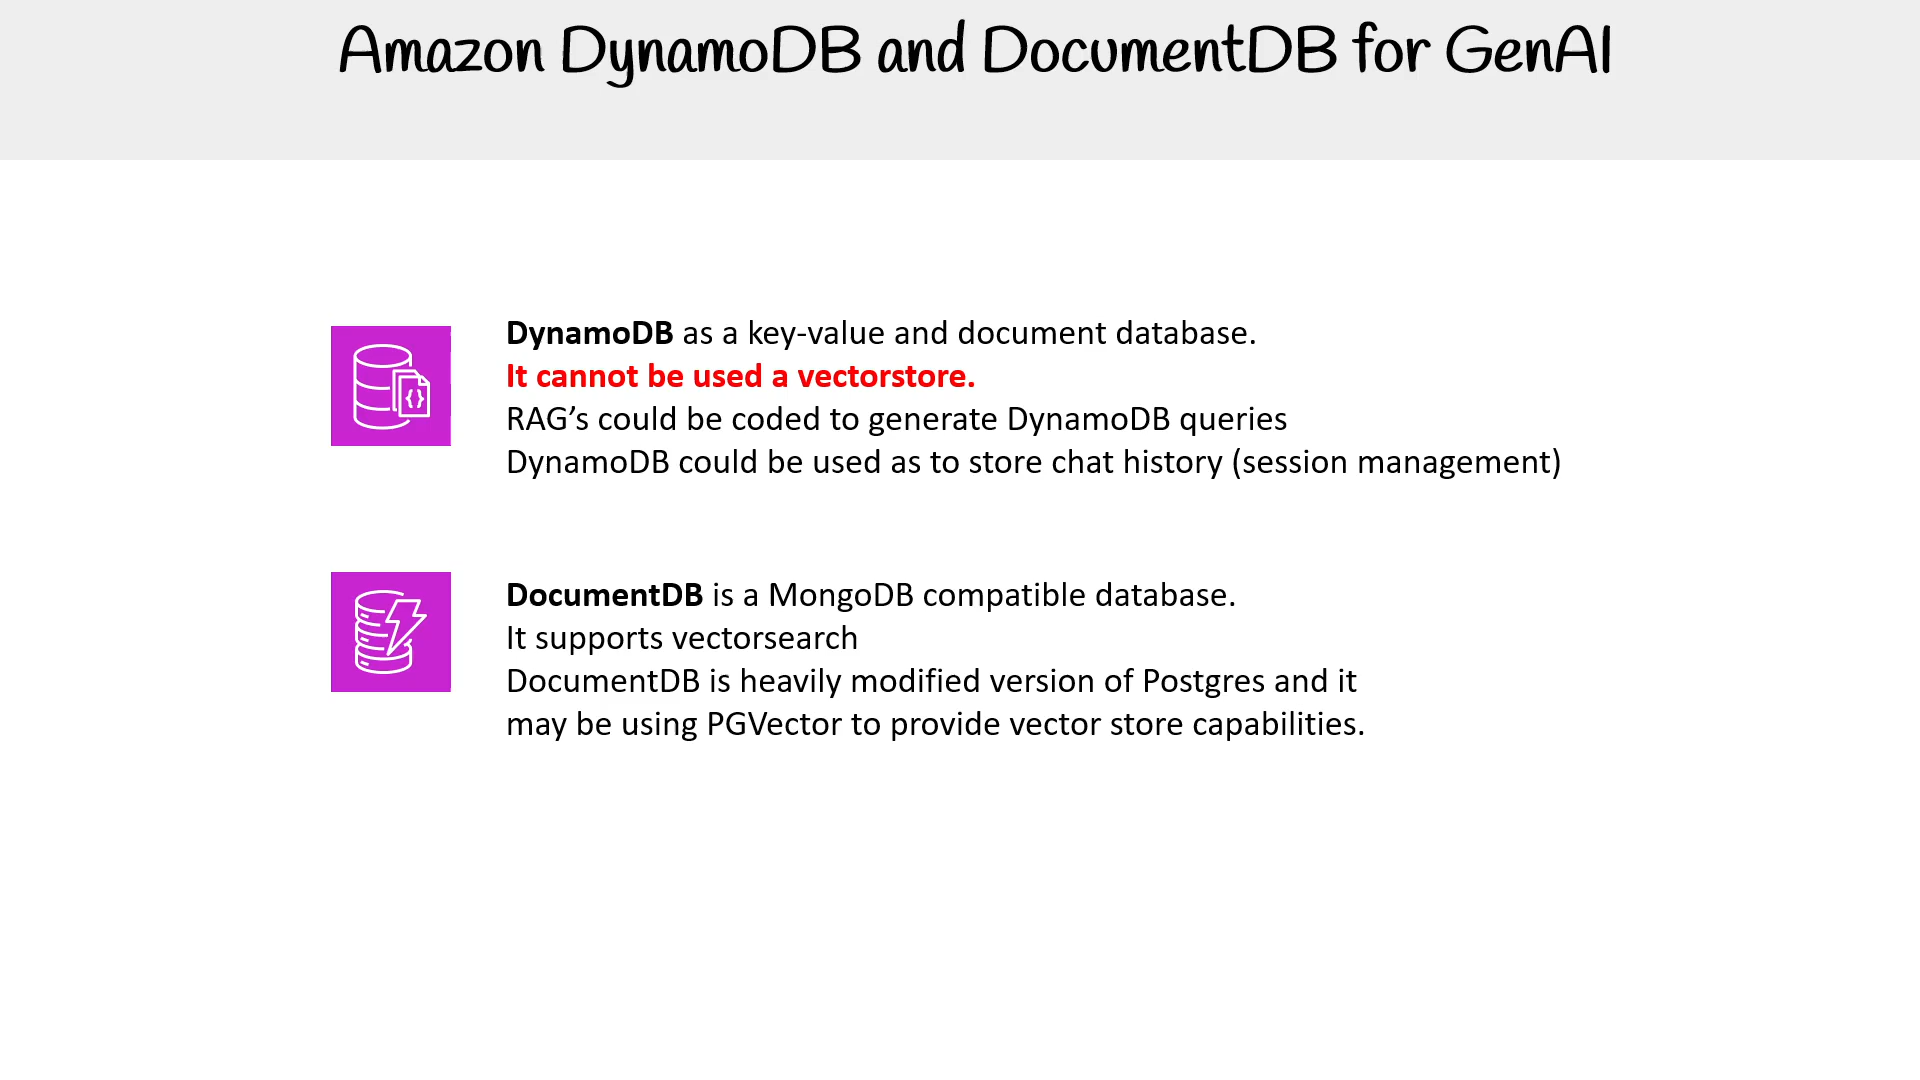 Amazon DynamoDB and DocumentDB for GenAI
DynamoDB as a key-value and document database.
It cannot be used a vectorstore.
RAG’s could be coded to generate DynamoDB queries
DynamoDB could be used as to store chat history (session management)
DocumentDB is a MongoDB compatible database.
It supports vectorsearch
DocumentDB is heavily modified version of Postgres and it
may be using PGVector to provide vector store capabilities.